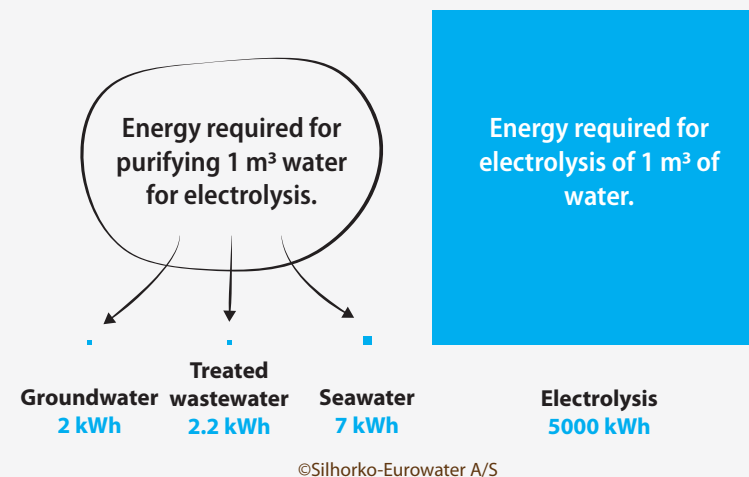 Energy required for
purifying 1 m³ water
for electrolysis.
Energy required for
electrolysis of 1 m³ of
water.
Groundwater
2 kWh
Treated
wastewater
2.2 kWh
Seawater
7 kWh
Electrolysis
5000 kWh
©Silhorko-Eurowater A/S